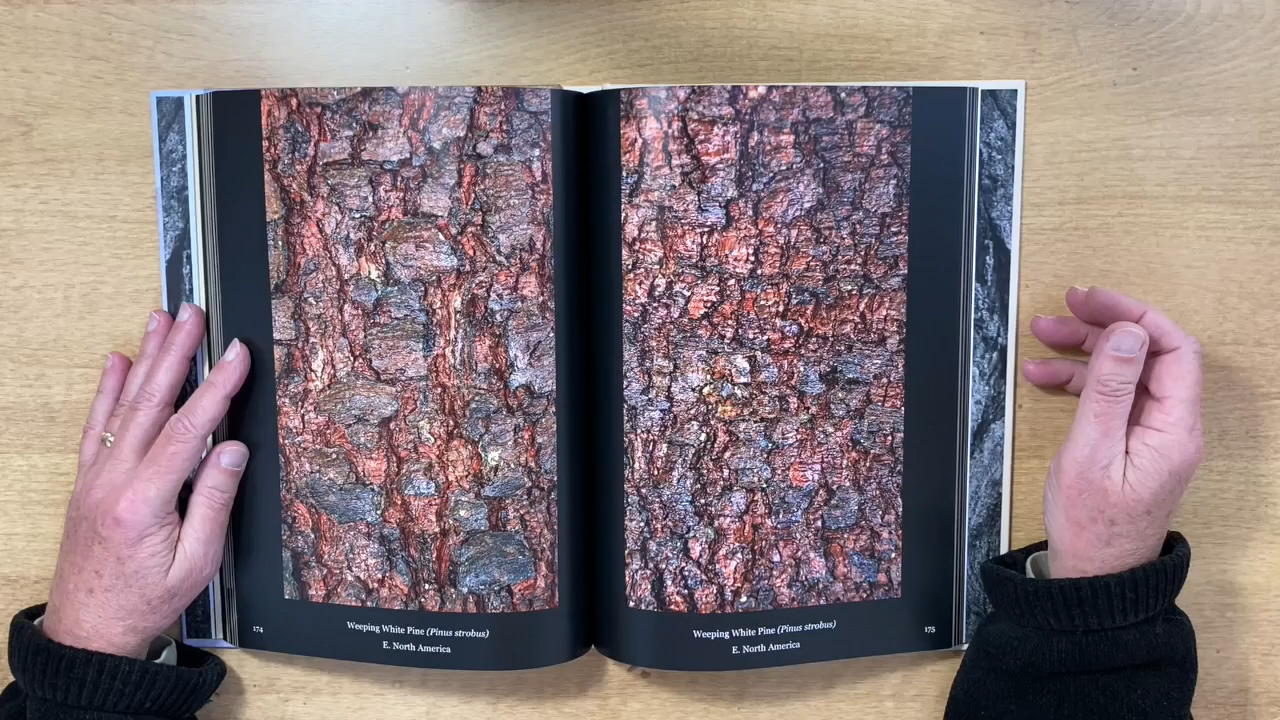 174
Weeping White Pine (Pinus strobus)
E. North America
Weeping White Pine (Pinus strobus)
E. North America
175